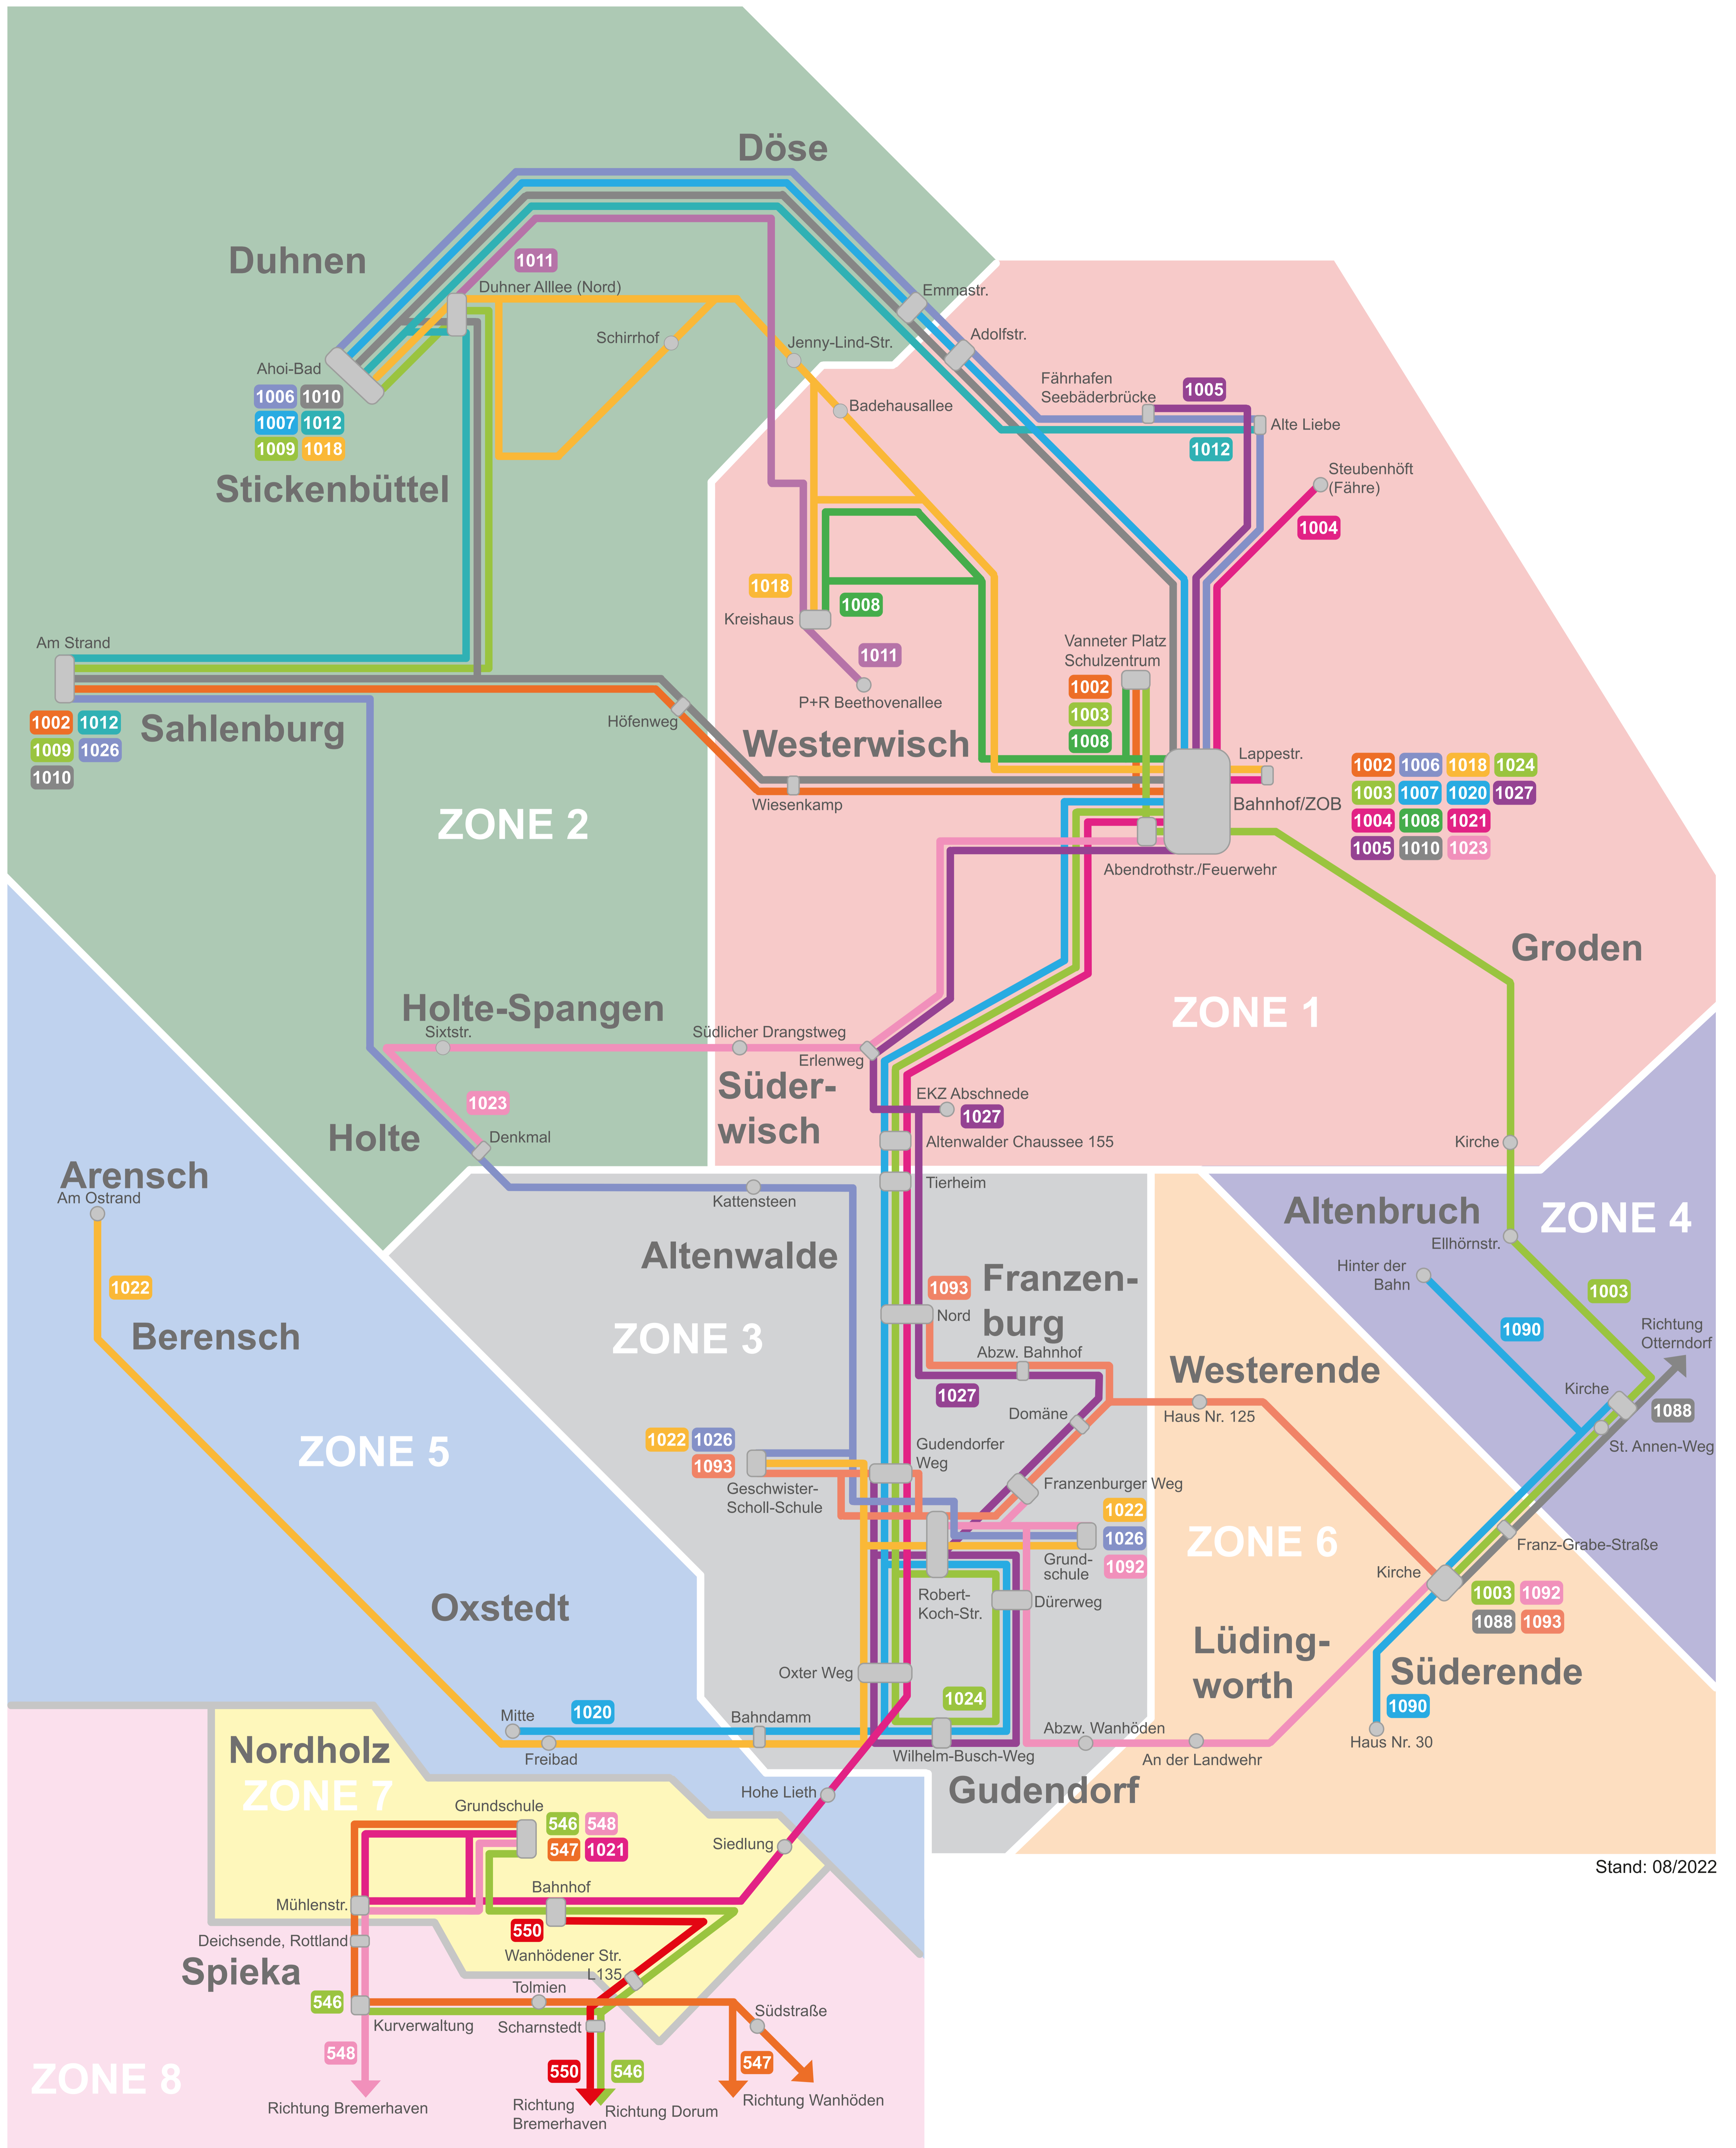 Döse
Duhnen
1011
Duhner Alllee (Nord)
Emmastr.
Schirrhof
Jenny-Lind-Str.
Adolfstr.
Ahoi-Bad
1006 1010
1007 1012
1009 1018
Stickenbüttel
Badehausallee
Fährhafen
Seebäderbrücke
1005
Alte Liebe
1012
Steubenhöft
(Fähre)
1004
1018
1008
Kreishaus
1011
P+R Beethovenallee
Vanneter Platz
Schulzentrum
1002
1003
1008
Am Strand
1002 1012
1009 1026
1010
Sahlenburg
Höfenweg
Westerwisch
Wiesenkamp
ZONE 2
Lappestr.
Bahnhof/ZOB
1002 1006 1018 1024
1003 1007 1020 1027
1004 1008 1021
1005 1010 1023
Abendrothstr./Feuerwehr
Groden
ZONE 1
Holte-Spangen
Sixtstr.
Südlicher Drangstweg
Erlenweg
Süder-
wisch
EKZ Abschnede
1027
1023
Holte
Denkmal
Altenwalder Chaussee 155
Kirche
Arensch
Am Ostrand
Kattensteen
Tierheim
Altenbruch
ZONE 4
Ellhörnstr.
Altenwalde
1022
Berensch
Franzen-
burg
1093
Nord
Hinter der
Bahn
1003
1090
Richtung
Otterndorf
ZONE 3
Abzw. Bahnhof
Westerende
1027
Kirche
1088
Haus Nr. 125
Domäne
St. Annen-Weg
ZONE 5
1022 1026
1093
Gudendorfer
Weg
Geschwister-
Scholl-Schule
Franzenburger Weg
1022
1026
1092
ZONE 6
Franz-Grabe-Straße
Grund-
schule
Kirche
1003 1092
1088 1093
Oxstedt
Robert-
Koch-Str.
Dürerweg
Lüding-
worth
Süderende
Oxter Weg
1024
1090
Mitte
1020
Bahndamm
Abzw. Wanhöden
Haus Nr. 30
Freibad
Wilhelm-Busch-Weg
An der Landwehr
Nordholz
ZONE 7
Hohe Lieth
Gudendorf
Grundschule
546 548
547 1021
Siedlung
Stand: 08/2022
Bahnhof
Mühlenstr.
550
Deichsende, Rottland
Wanhödener Str.
L135
Spieka
Tolmien
546
Südstraße
Kurverwaltung
Scharnstedt
548
ZONE 8
550
546
547
Richtung Bremerhaven
Richtung
Bremerhaven
Richtung Dorum
Richtung Wanhöden